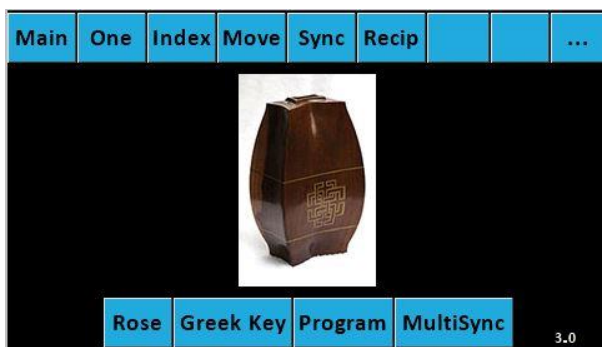 Main One Index Move Sync Recip ...
Rose Greek Key Program MultiSync
3.0